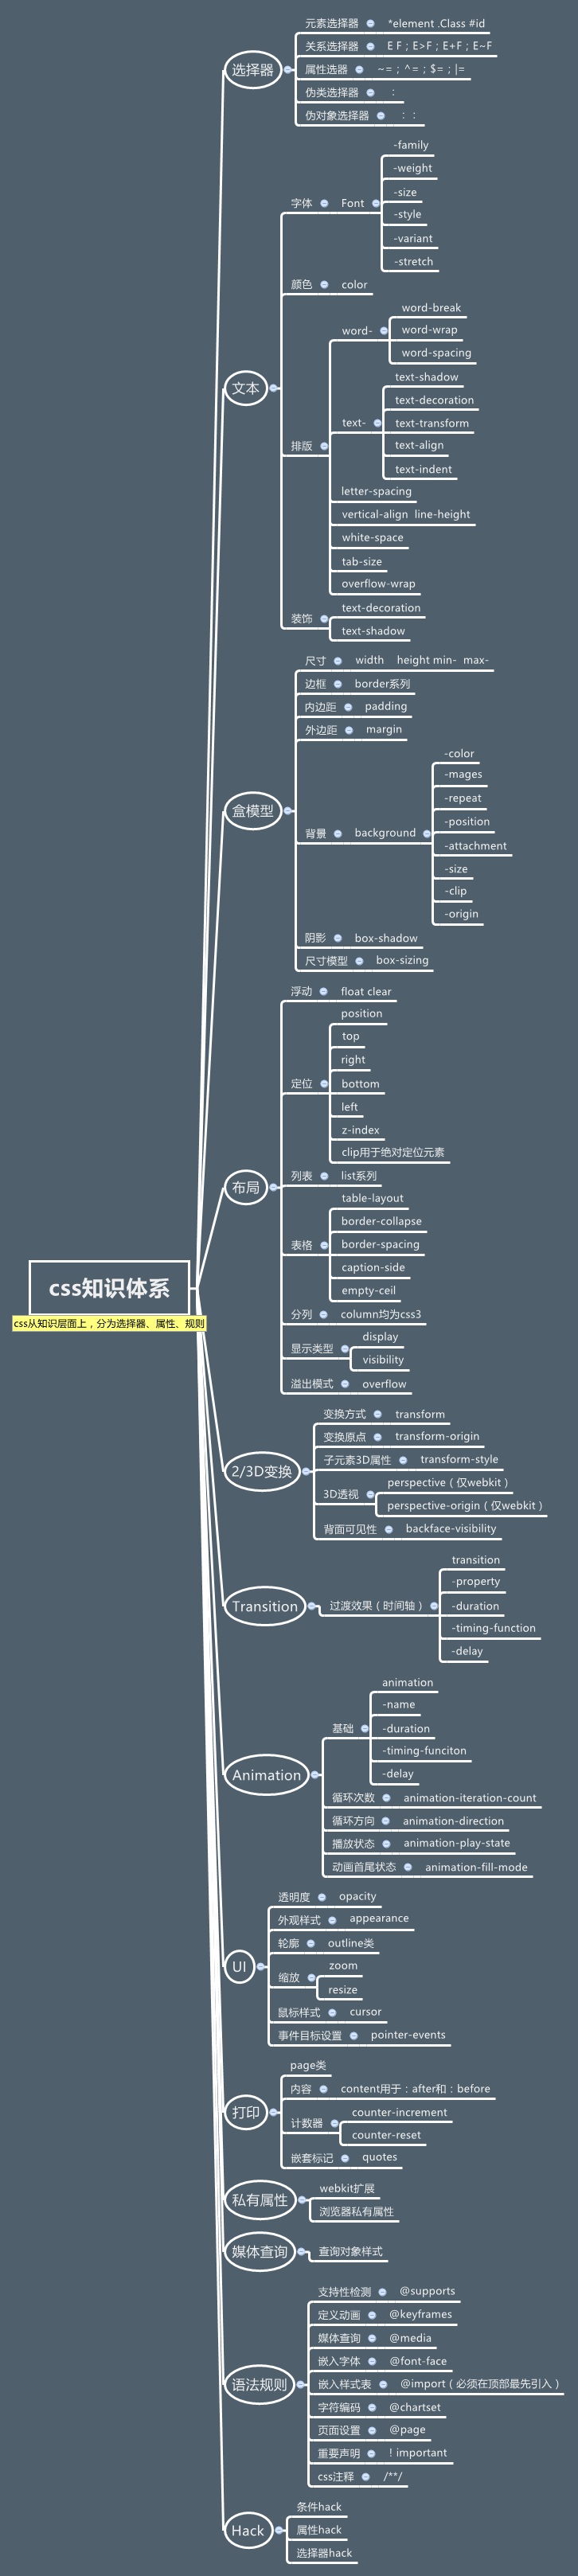 css知识体系
css从知识层面上，分为选择器、属性、规则
选择器
元素选择器 *element .Class #id
关系选择器 E F；E>F；E+F；E~F
属性选器 ~=；^=；$=；|=
伪类选择器 ：
伪对象选择器 ：：
文本
字体 Font
-family
-weight
-size
-style
-variant
-stretch
颜色 color
排版
word-
word-break
word-wrap
word-spacing
text-
text-shadow
text-decoration
text-transform
text-align
text-indent
letter-spacing
vertical-align line-height
white-space
tab-size
overflow-wrap
装饰
text-decoration
text-shadow
盒模型
尺寸 width height min- max-
边框 border系列
内边距 padding
外边距 margin
背景 background
-color
-mages
-repeat
-position
-attachment
-size
-clip
-origin
阴影 box-shadow
尺寸模型 box-sizing
布局
浮动 float clear
定位
position
top
right
bottom
left
z-index
clip用于绝对定位元素
列表 list系列
表格
table-layout
border-collapse
border-spacing
caption-side
empty-ceil
分列 column均为css3
显示类型
display
visibility
溢出模式 overflow
2/3D变换
变换方式 transform
变换原点 transform-origin
子元素3D属性 transform-style
3D透视
perspective（仅webkit）
perspective-origin（仅webkit）
背面可见性 backface-visibility
Transition
过渡效果（时间轴）
transition
-property
-duration
-timing-function
-delay
Animation
基础
animation
-name
-duration
-timing-funciton
-delay
循环次数 animation-iteration-count
循环方向 animation-direction
播放状态 animation-play-state
动画首尾状态 animation-fill-mode
UI
透明度 opacity
外观样式 appearance
轮廓 outline类
缩放
zoom
resize
鼠标样式 cursor
事件目标设置 pointer-events
打印
page类
内容 content用于：after和：before
计数器
counter-increment
counter-reset
嵌套标记 quotes
私有属性
webkit扩展
浏览器私有属性
媒体查询
查询对象样式
语法规则
支持性检测 @supports
定义动画 @keyframes
媒体查询 @media
嵌入字体 @font-face
嵌入样式表 @import（必须在顶部最先引入）
字符编码 @chartset
页面设置 @page
重要声明 ！important
css注释 /**/
Hack
条件hack
属性hack
选择器hack